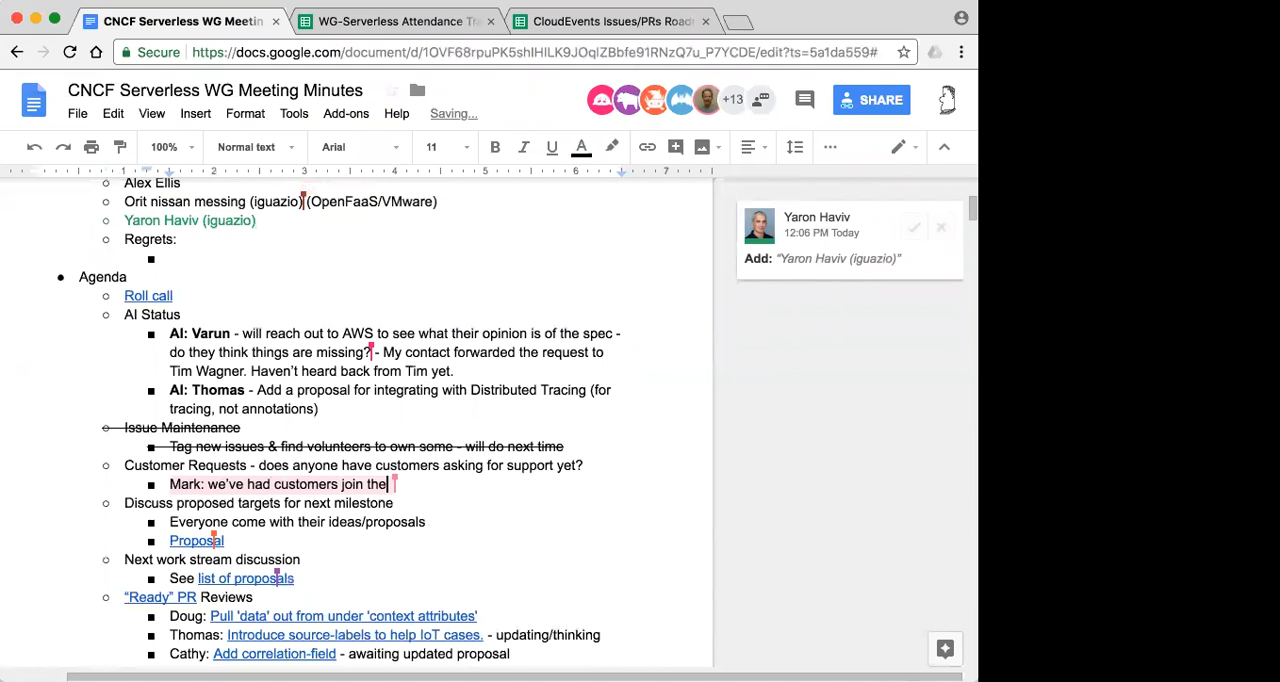 CNCF Serverless WG Meetin
WG-Serverless Attendance Tra
CloudEvents Issues/PRs Road
Secure
https://docs.google.com/document/d/1OVF68rpuPK5shIHILK9JOqlZBbfe91RNzQ7u_P7YCDE/edit?ts=5a1da559#
CNCF Serverless WG Meeting Minutes
+13
SHARE
File Edit View Insert Format Tools Add-ons Help Saving...
100% Normal text Arial 11 B I U A
1 2 3 4 5 6 7
Alex Ellis
Orit nissan messing (iguazio) (OpenFaaS/VMware)
Yaron Haviv (iguazio)
Regrets:
Yaron Haviv
12:06 PM Today
Add: "Yaron Haviv (iguazio)"
Agenda
Roll call
AI Status
AI: Varun - will reach out to AWS to see what their opinion is of the spec -
do they think things are missing? - My contact forwarded the request to
Tim Wagner. Haven't heard back from Tim yet.
AI: Thomas - Add a proposal for integrating with Distributed Tracing (for
tracing, not annotations)
Issue Maintenance
Tag new issues & find volunteers to own some - will do next time
Customer Requests - does anyone have customers asking for support yet?
Mark: we've had customers join the
Discuss proposed targets for next milestone
Everyone come with their ideas/proposals
Proposal
Next work stream discussion
See list of proposals
"Ready" PR Reviews
Doug: Pull 'data' out from under 'context attributes'
Thomas: Introduce source-labels to help IoT cases. - updating/thinking
Cathy: Add correlation-field - awaiting updated proposal